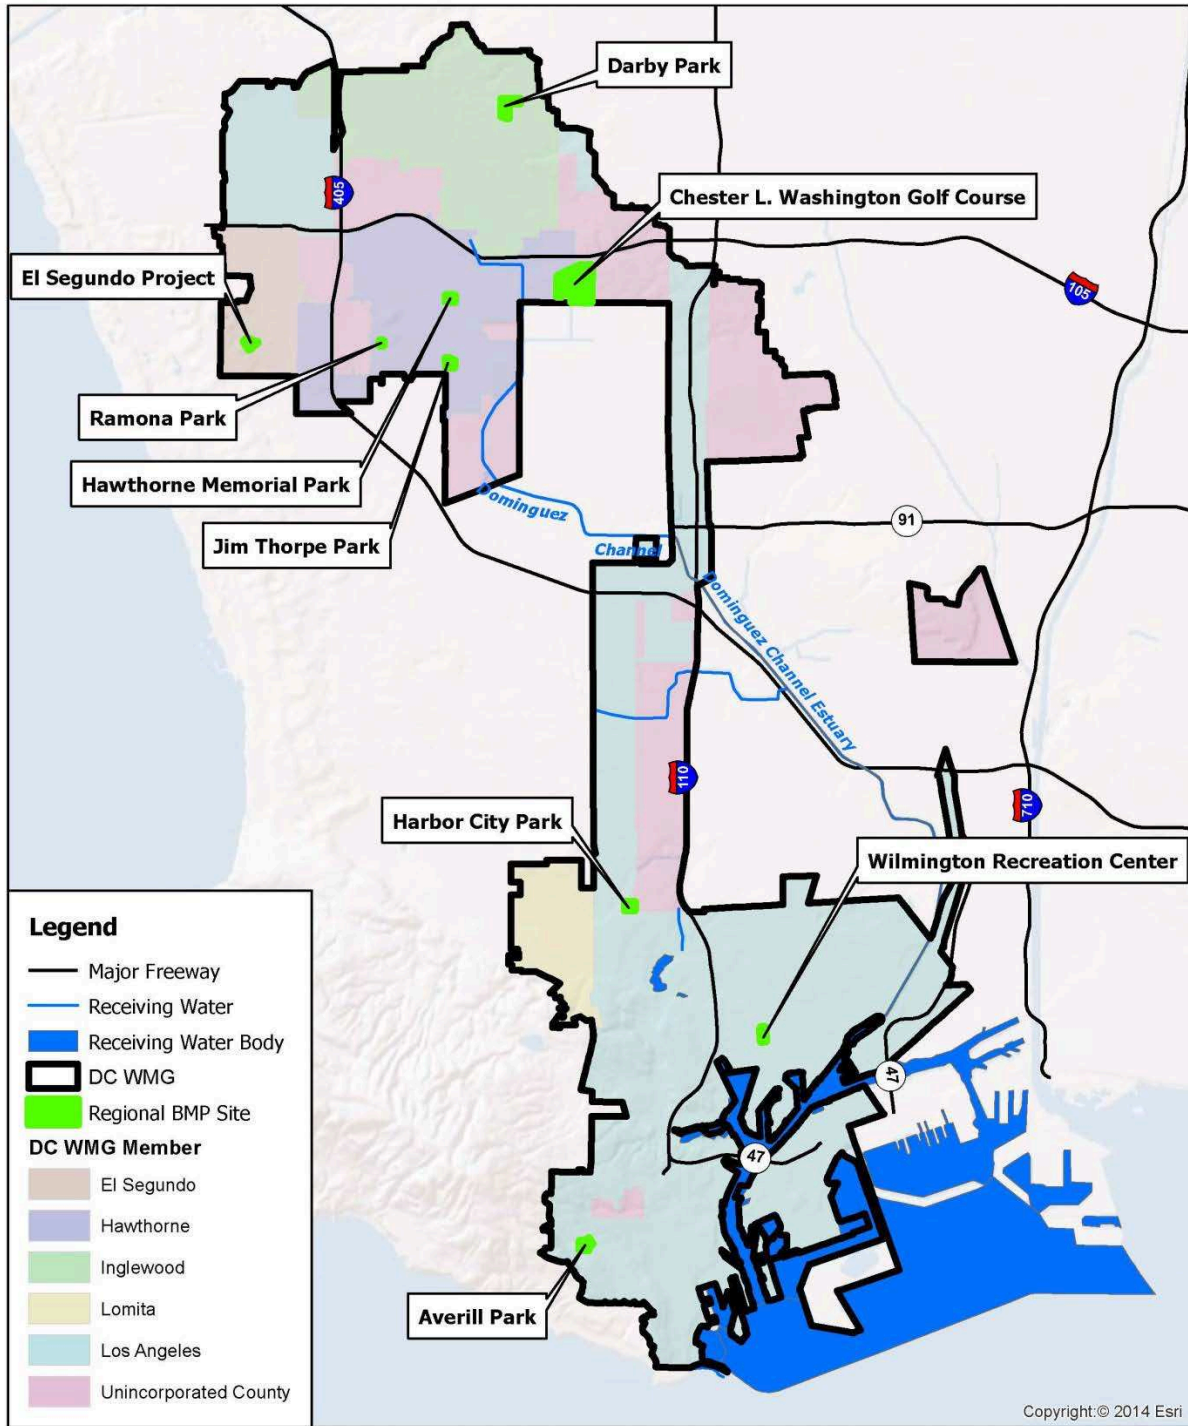 Darby Park
405
Chester L. Washington Golf Course
El Segundo Project
105
Ramona Park
Hawthorne Memorial Park
Dominguez
91
Jim Thorpe Park
Channel
Dominguez Channel Estuary
110
710
Harbor City Park
Wilmington Recreation Center
Legend
Major Freeway
Receiving Water
Receiving Water Body
DC WMG
Regional BMP Site
DC WMG Member
El Segundo
Hawthorne
Inglewood
Lomita
Los Angeles
Unincorporated County
47
47
Averill Park
Copyright:© 2014 Esri